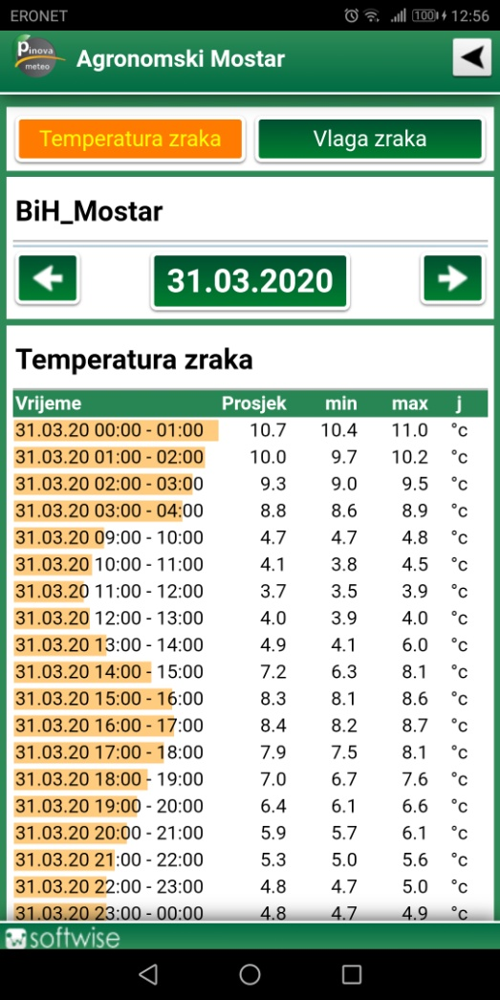 ERONET 100 12:56
Pinova meteo Agronomski Mostar
Temperatura zraka Vlaga zraka
BiH_Mostar
31.03.2020
Temperatura zraka
Vrijeme Prosjek min max j
31.03.20 00:00 - 01:00 10.7 10.4 11.0 °c
31.03.20 01:00 - 02:00 10.0 9.7 10.2 °c
31.03.20 02:00 - 03:00 9.3 9.0 9.5 °c
31.03.20 03:00 - 04:00 8.8 8.6 8.9 °c
31.03.20 09:00 - 10:00 4.7 4.7 4.8 °c
31.03.20 10:00 - 11:00 4.1 3.8 4.5 °c
31.03.20 11:00 - 12:00 3.7 3.5 3.9 °c
31.03.20 12:00 - 13:00 4.0 3.9 4.0 °c
31.03.20 13:00 - 14:00 4.9 4.1 6.0 °c
31.03.20 14:00 - 15:00 7.2 6.3 8.1 °c
31.03.20 15:00 - 16:00 8.3 8.1 8.6 °c
31.03.20 16:00 - 17:00 8.4 8.2 8.7 °c
31.03.20 17:00 - 18:00 7.9 7.5 8.1 °c
31.03.20 18:00 - 19:00 7.0 6.7 7.6 °c
31.03.20 19:00 - 20:00 6.4 6.1 6.6 °c
31.03.20 20:00 - 21:00 5.9 5.7 6.1 °c
31.03.20 21:00 - 22:00 5.3 5.0 5.6 °c
31.03.20 22:00 - 23:00 4.8 4.7 5.0 °c
31.03.20 23:00 - 00:00 4.8 4.7 4.9 °c
softwise